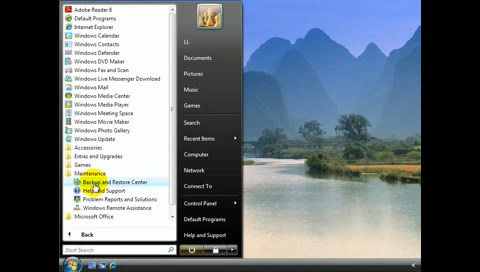 Adobe Reader 8
Default Programs
Internet Explorer
Windows Calendar
Windows Contacts
Windows Defender
Windows DVD Maker
Windows Fax and Scan
Windows Live Messenger Download
Windows Mail
Windows Media Center
Windows Media Player
Windows Meeting Space
Windows Movie Maker
Windows Photo Gallery
Windows Update
Accessories
Extras and Upgrades
Games
Maintenance
Backup and Restore Center
Help and Support
Problem Reports and Solutions
Windows Remote Assistance
Microsoft Office
Back
Start Search
LL
Documents
Pictures
Music
Games
Search
Recent Items
Computer
Network
Connect To
Control Panel
Default Programs
Help and Support